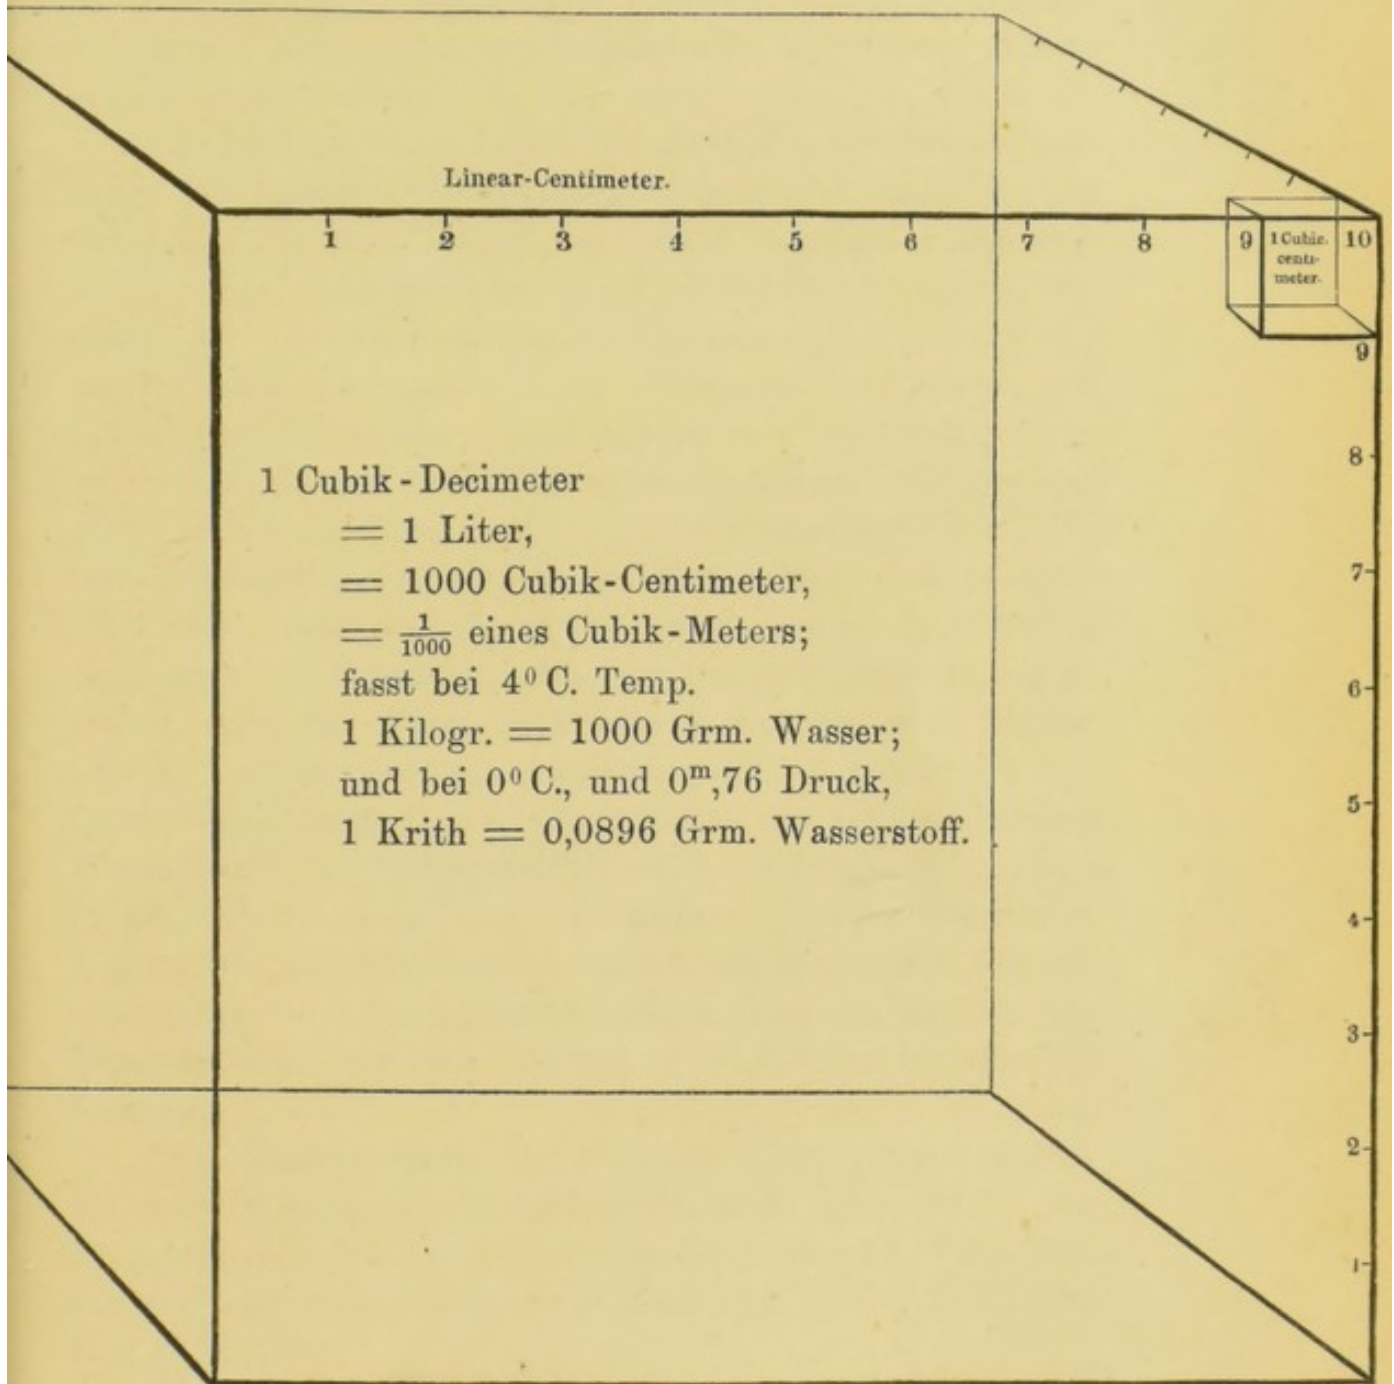 Linear-Centimeter.
1 2 3 4 5 6 7 8 9 10
1 Cubic.
centi-
meter.
9
8
1 Cubik-Decimeter
= 1 Liter,
7
= 1000 Cubik-Centimeter,
= 1/1000 eines Cubik-Meters;
fasst bei 4⁰ C. Temp.
6
1 Kilogr. = 1000 Grm. Wasser;
und bei 0⁰ C., und 0ᵐ,76 Druck,
5
1 Krith = 0,0896 Grm. Wasserstoff.
4
3
2
1